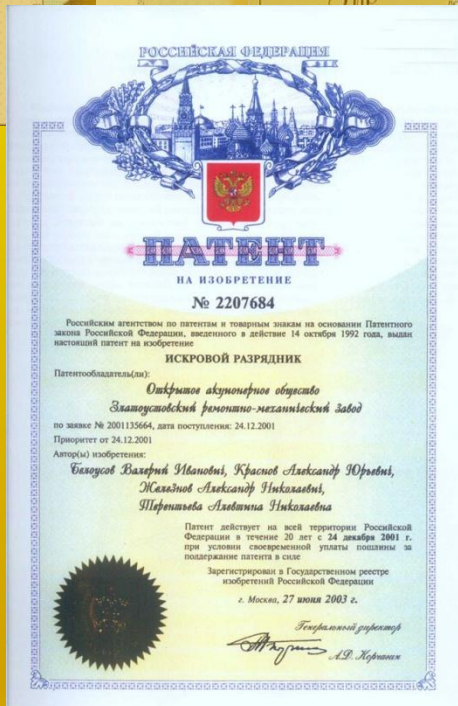 РОССИЙСКАЯ ФЕДЕРАЦИЯ
ПАТЕНТ
НА ИЗОБРЕТЕНИЕ
№ 2207684
Российским агентством по патентам и товарным знакам на основании Патентного
закона Российской Федерации, введенного в действие 14 октября 1992 года, выдан
настоящий патент на изобретение
ИСКРОВОЙ РАЗРЯДНИК
Патентообладатель(ли):
Открытое акционерное общество
Златоустовский ремонтно-механический завод
по заявке № 2001135664, дата поступления: 24.12.2001
Приоритет от 24.12.2001
Автор(ы) изобретения:
Белоусов Валерий Иванович, Краснов Александр Юрьевич,
Железнов Александр Николаевич,
Терентьева Алевтина Николаевна
Патент действует на всей территории Российской
Федерации в течение 20 лет с 24 декабря 2001 г.
при условии своевременной уплаты пошлины за
поддержание патента в силе
Зарегистрирован в Государственном реестре
изобретений Российской Федерации
г. Москва, 27 июня 2003 г.
Генеральный директор
А.Д. Корчагин